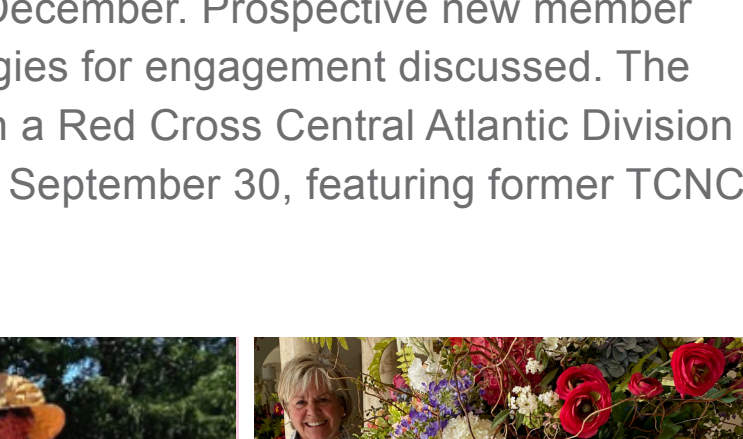 December. Prospective new member
gies for engagement discussed. The
a Red Cross Central Atlantic Division
September 30, featuring former TCNC